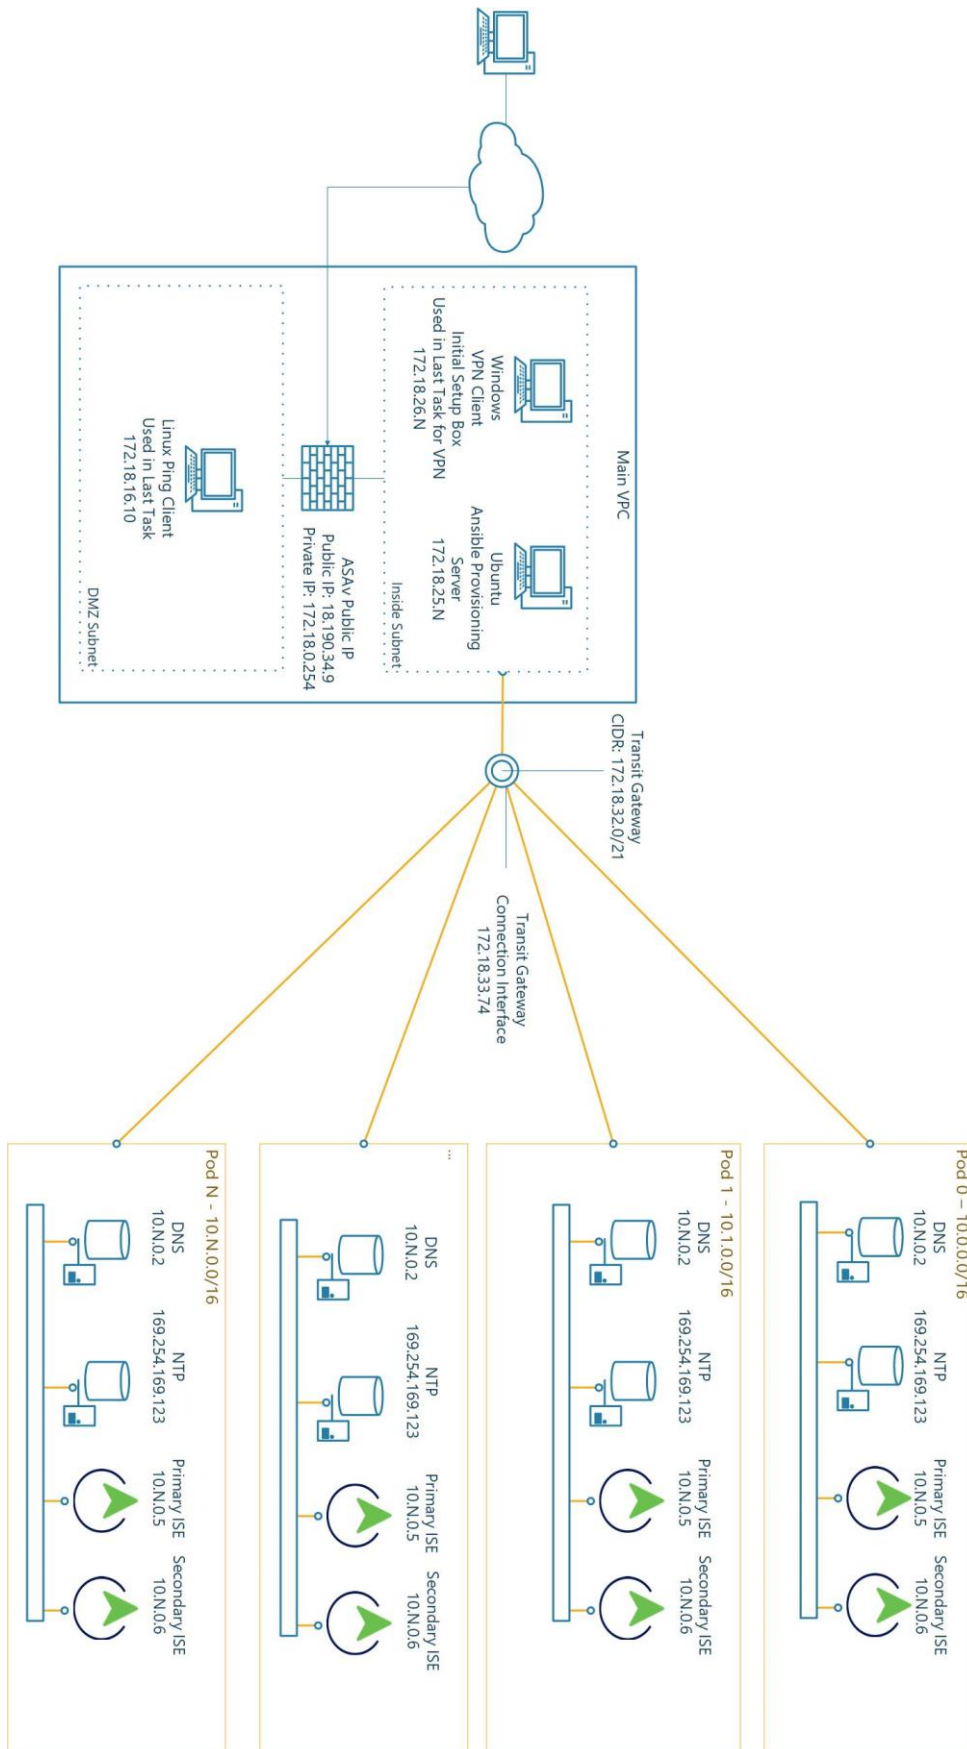 Main VPC
Windows
VPN Client
Initial Setup Box
Used in Last Task for VPN
172.18.26.N
Ubuntu
Ansible Provisioning
Server
172.18.25.N
Inside Subnet
ASAv Public IP
Public IP: 18.190.34.9
Private IP: 172.18.0.254
Linux Ping Client
Used in Last Task
172.18.16.10
DMZ Subnet
Transit Gateway
CIDR: 172.18.32.0/21
Transit Gateway
Connection Interface
172.18.33.74
Pod 0 – 10.0.0.0/16
DNS
10.N.0.2
NTP
169.254.169.123
Primary ISE
10.N.0.5
Secondary ISE
10.N.0.6
Pod 1 - 10.1.0.0/16
DNS
10.N.0.2
NTP
169.254.169.123
Primary ISE
10.N.0.5
Secondary ISE
10.N.0.6
...
DNS
10.N.0.2
NTP
169.254.169.123
Primary ISE
10.N.0.5
Secondary ISE
10.N.0.6
Pod N - 10.N.0.0/16
DNS
10.N.0.2
NTP
169.254.169.123
Primary ISE
10.N.0.5
Secondary ISE
10.N.0.6